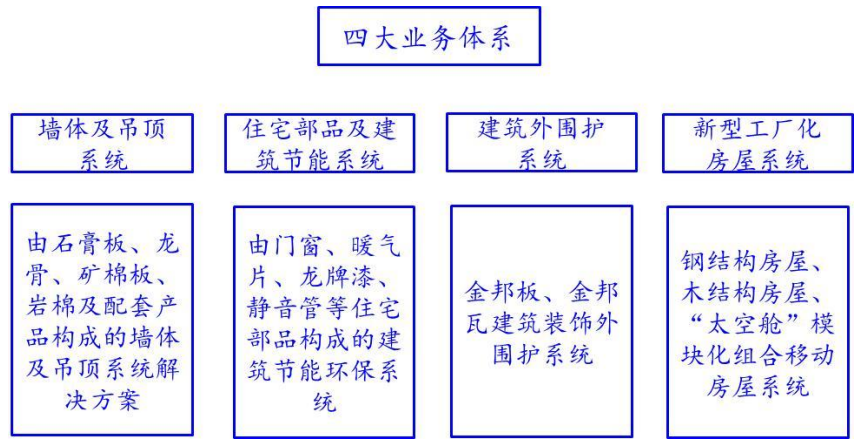 四大业务体系
墙体及吊顶
系统
住宅部品及建
筑节能系统
建筑外围护
系统
新型工厂化
房屋系统
由石膏板、龙
骨、矿棉板、
岩棉及配套产
品构成的墙体
及吊顶系统解
决方案
由门窗、暖气
片、龙牌漆、
静音管等住宅
部品构成的建
筑节能环保系
统
金邦板、金邦
瓦建筑装饰外
围护系统
钢结构房屋、
木结构房屋、
“太空舱”模
块化组合移动
房屋系统